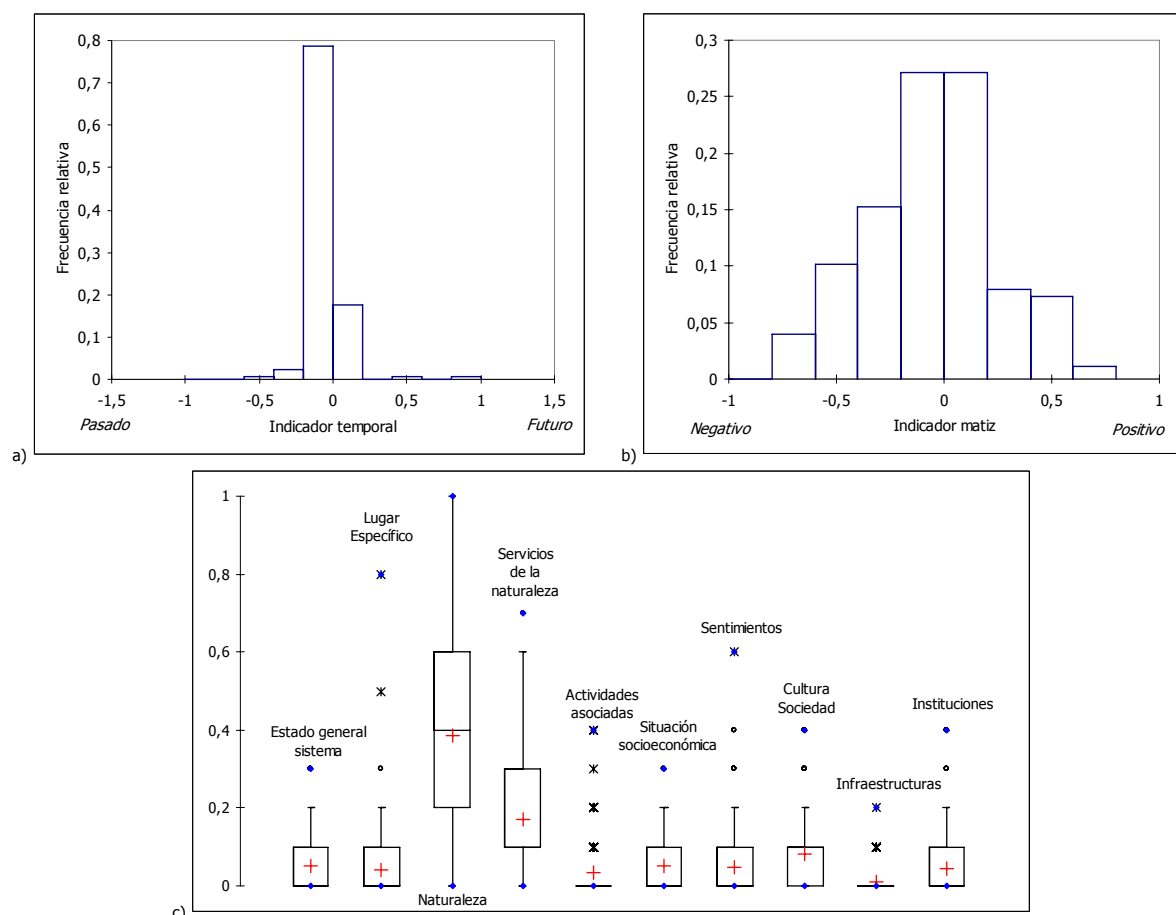 0,8
0,7
0,6
0,5
0,4
0,3
0,2
0,1
0
Frecuencia relativa
-1,5 -1 -0,5 0 0,5 1 1,5
Pasado Indicador temporal Futuro
a)
0,3
0,25
0,2
0,15
0,1
0,05
0
Frecuencia relativa
-1 -0,5 0 0,5 1
Negativo Indicador matiz Positivo
b)
1
0,8
0,6
0,4
0,2
0
Estado general
sistema
Lugar
Específico
Naturaleza
Servicios
de la
naturaleza
Actividades
asociadas
Situación
socioeconómica
Sentimientos
Cultura
Sociedad
Infraestructuras
Instituciones
c)